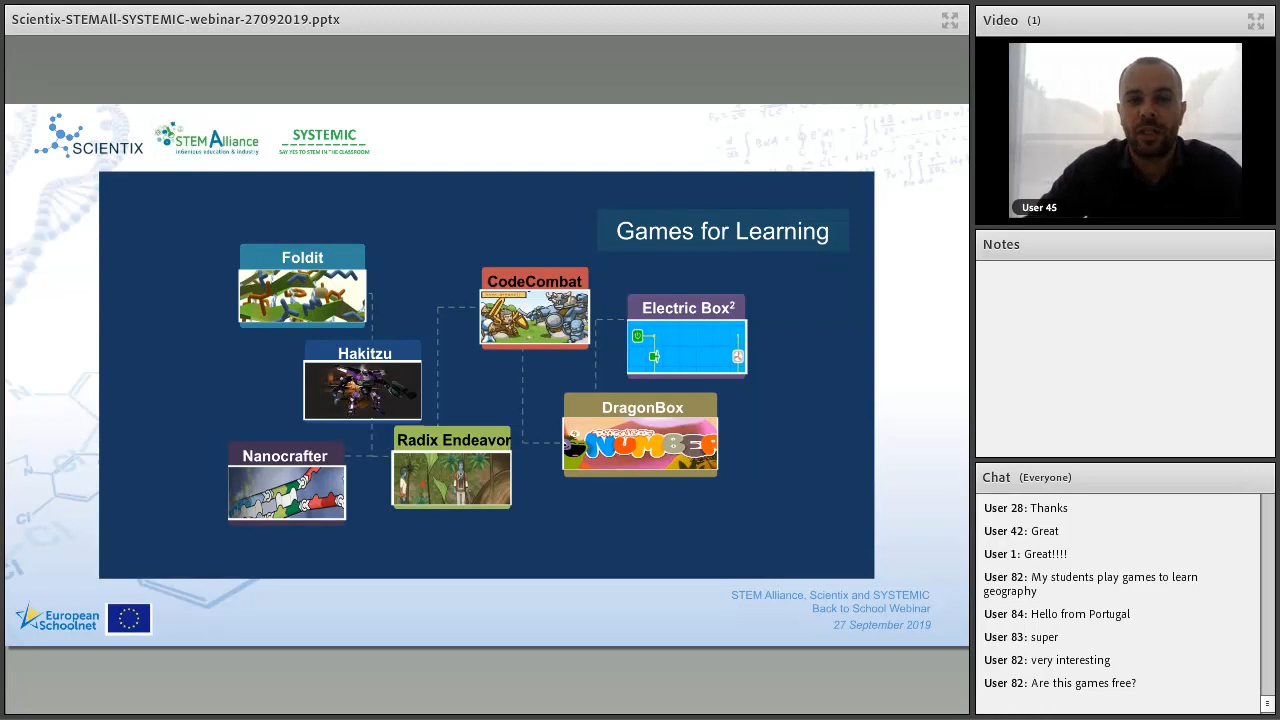 Scientix-STEMAll-SYSTEMIC-webinar-27092019.pptx
SCIENTIX
STEM Alliance
inGenious education & industry
SYSTEMIC
SAY YES TO STEM IN THE CLASSROOM
Games for Learning
Foldit
CodeCombat
Electric Box²
Hakitzu
DragonBox
NUMBER
Radix Endeavor
Nanocrafter
STEM Alliance, Scientix and SYSTEMIC
Back to School Webinar
27 September 2019
European
Schoolnet
Video (1)
User 45
Notes
Chat (Everyone)
User 28: Thanks
User 42: Great
User 1: Great!!!!
User 82: My students play games to learn
geography
User 84: Hello from Portugal
User 83: super
User 82: very interesting
User 82: Are this games free?